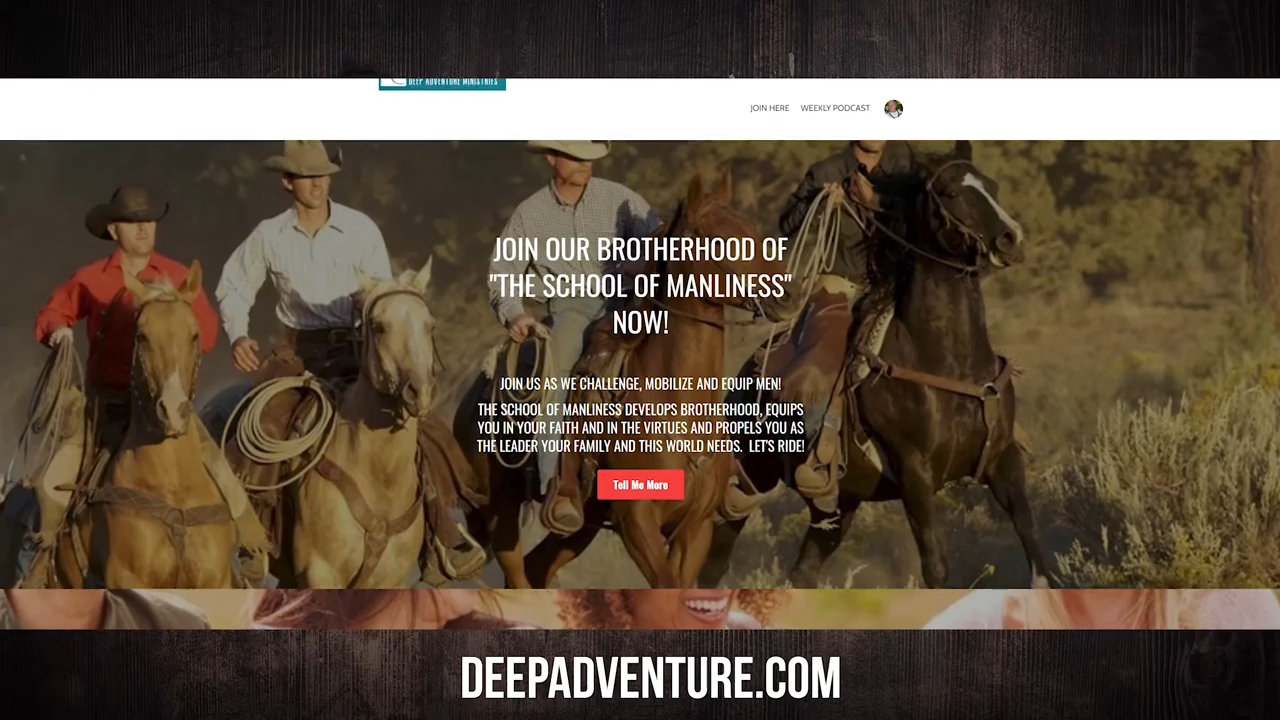 DEEP ADVENTURE MINISTRIES
JOIN HERE WEEKLY PODCAST
JOIN OUR BROTHERHOOD OF
"THE SCHOOL OF MANLINESS"
NOW!
JOIN US AS WE CHALLENGE, MOBILIZE AND EQUIP MEN!
THE SCHOOL OF MANLINESS DEVELOPS BROTHERHOOD, EQUIPS
YOU IN YOUR FAITH AND IN THE VIRTUES AND PROPELS YOU AS
THE LEADER YOUR FAMILY AND THIS WORLD NEEDS. LET'S RIDE!
Tell Me More
DEEPADVENTURE.COM